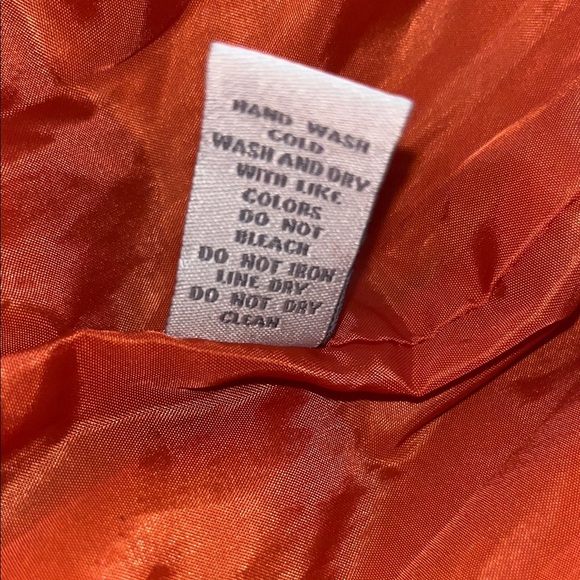 HAND WASH
COLD
WASH AND DRY
WITH LIKE
COLORS
DO NOT
BLEACH
DO NOT IRON
LINE DRY
DO NOT DRY
CLEAN